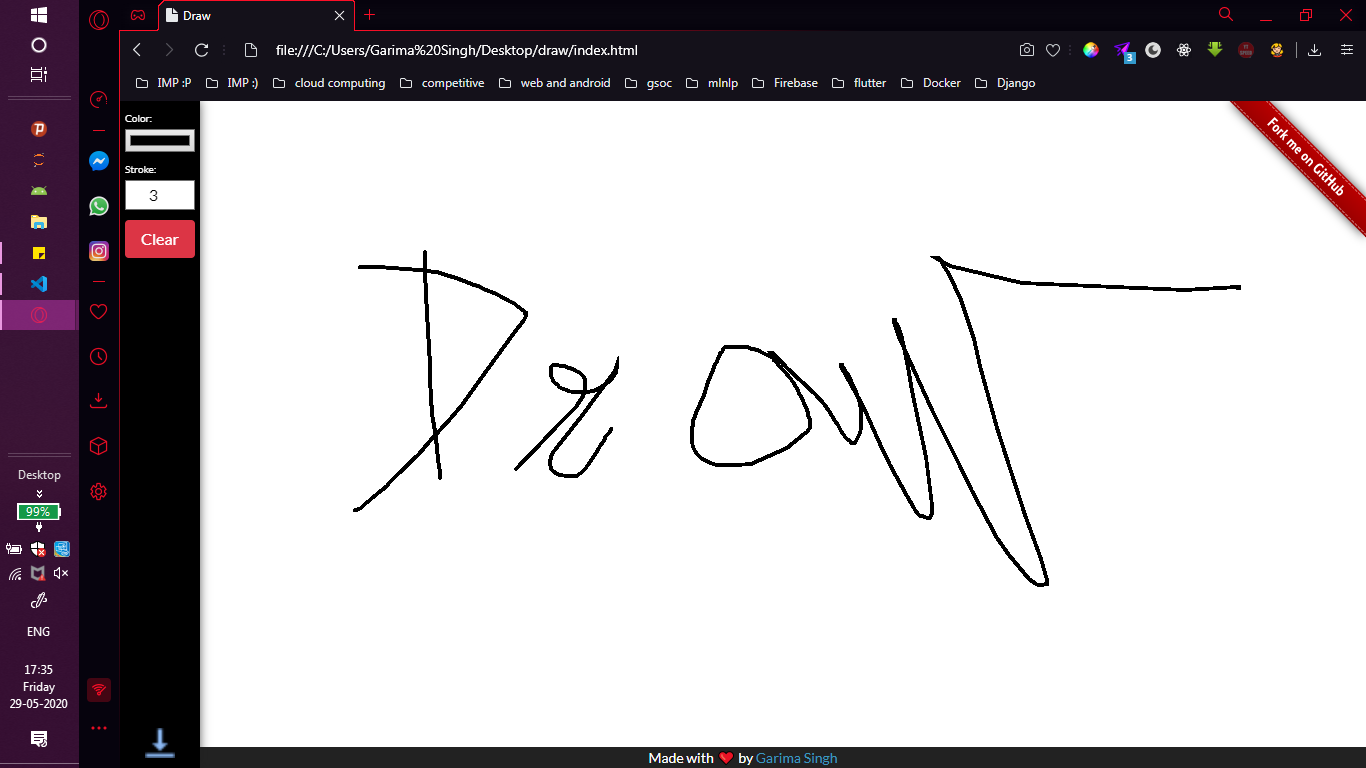 Draw
file:///C:/Users/Garima%20Singh/Desktop/draw/index.html
3
IMP :P IMP :) cloud computing competitive web and android gsoc mlnlp Firebase flutter Docker Django
Color:
Stroke:
3
Clear
Fork me on GitHub
Draw
Desktop
99%
ENG
17:35
Friday
29-05-2020
Made with ❤ by Garima Singh